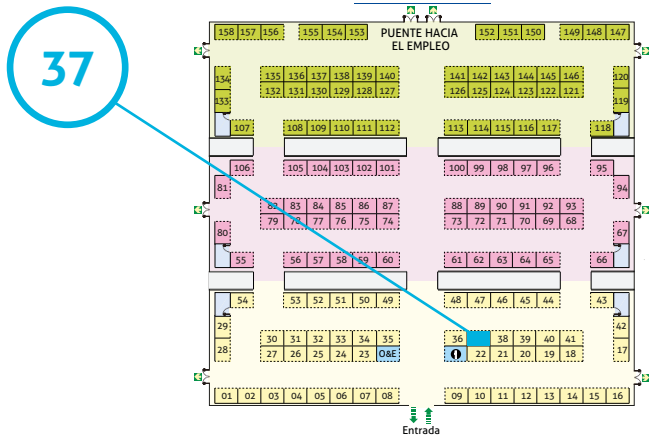 37
158 157 156 155 154 153 PUENTE HACIA 152 151 150 149 148 147
EL EMPLEO
134 135 136 137 138 139 140 141 142 143 144 145 146 120
133 132 131 130 129 128 127 126 125 124 123 122 121 119
107 108 109 110 111 112 113 114 115 116 117 118
106 105 104 103 102 101 100 99 98 97 96 95
81 94
82 83 84 85 86 87 88 89 90 91 92 93
80 79 78 77 76 75 74 73 72 71 70 69 68 67
55 56 57 58 59 60 61 62 63 64 65 66
54 53 52 51 50 49 48 47 46 45 44 43
29 42
30 31 32 33 34 35 36 38 39 40 41
28 27 26 25 24 23 O&E 22 21 20 19 18 17
01 02 03 04 05 06 07 08 09 10 11 12 13 14 15 16
Entrada